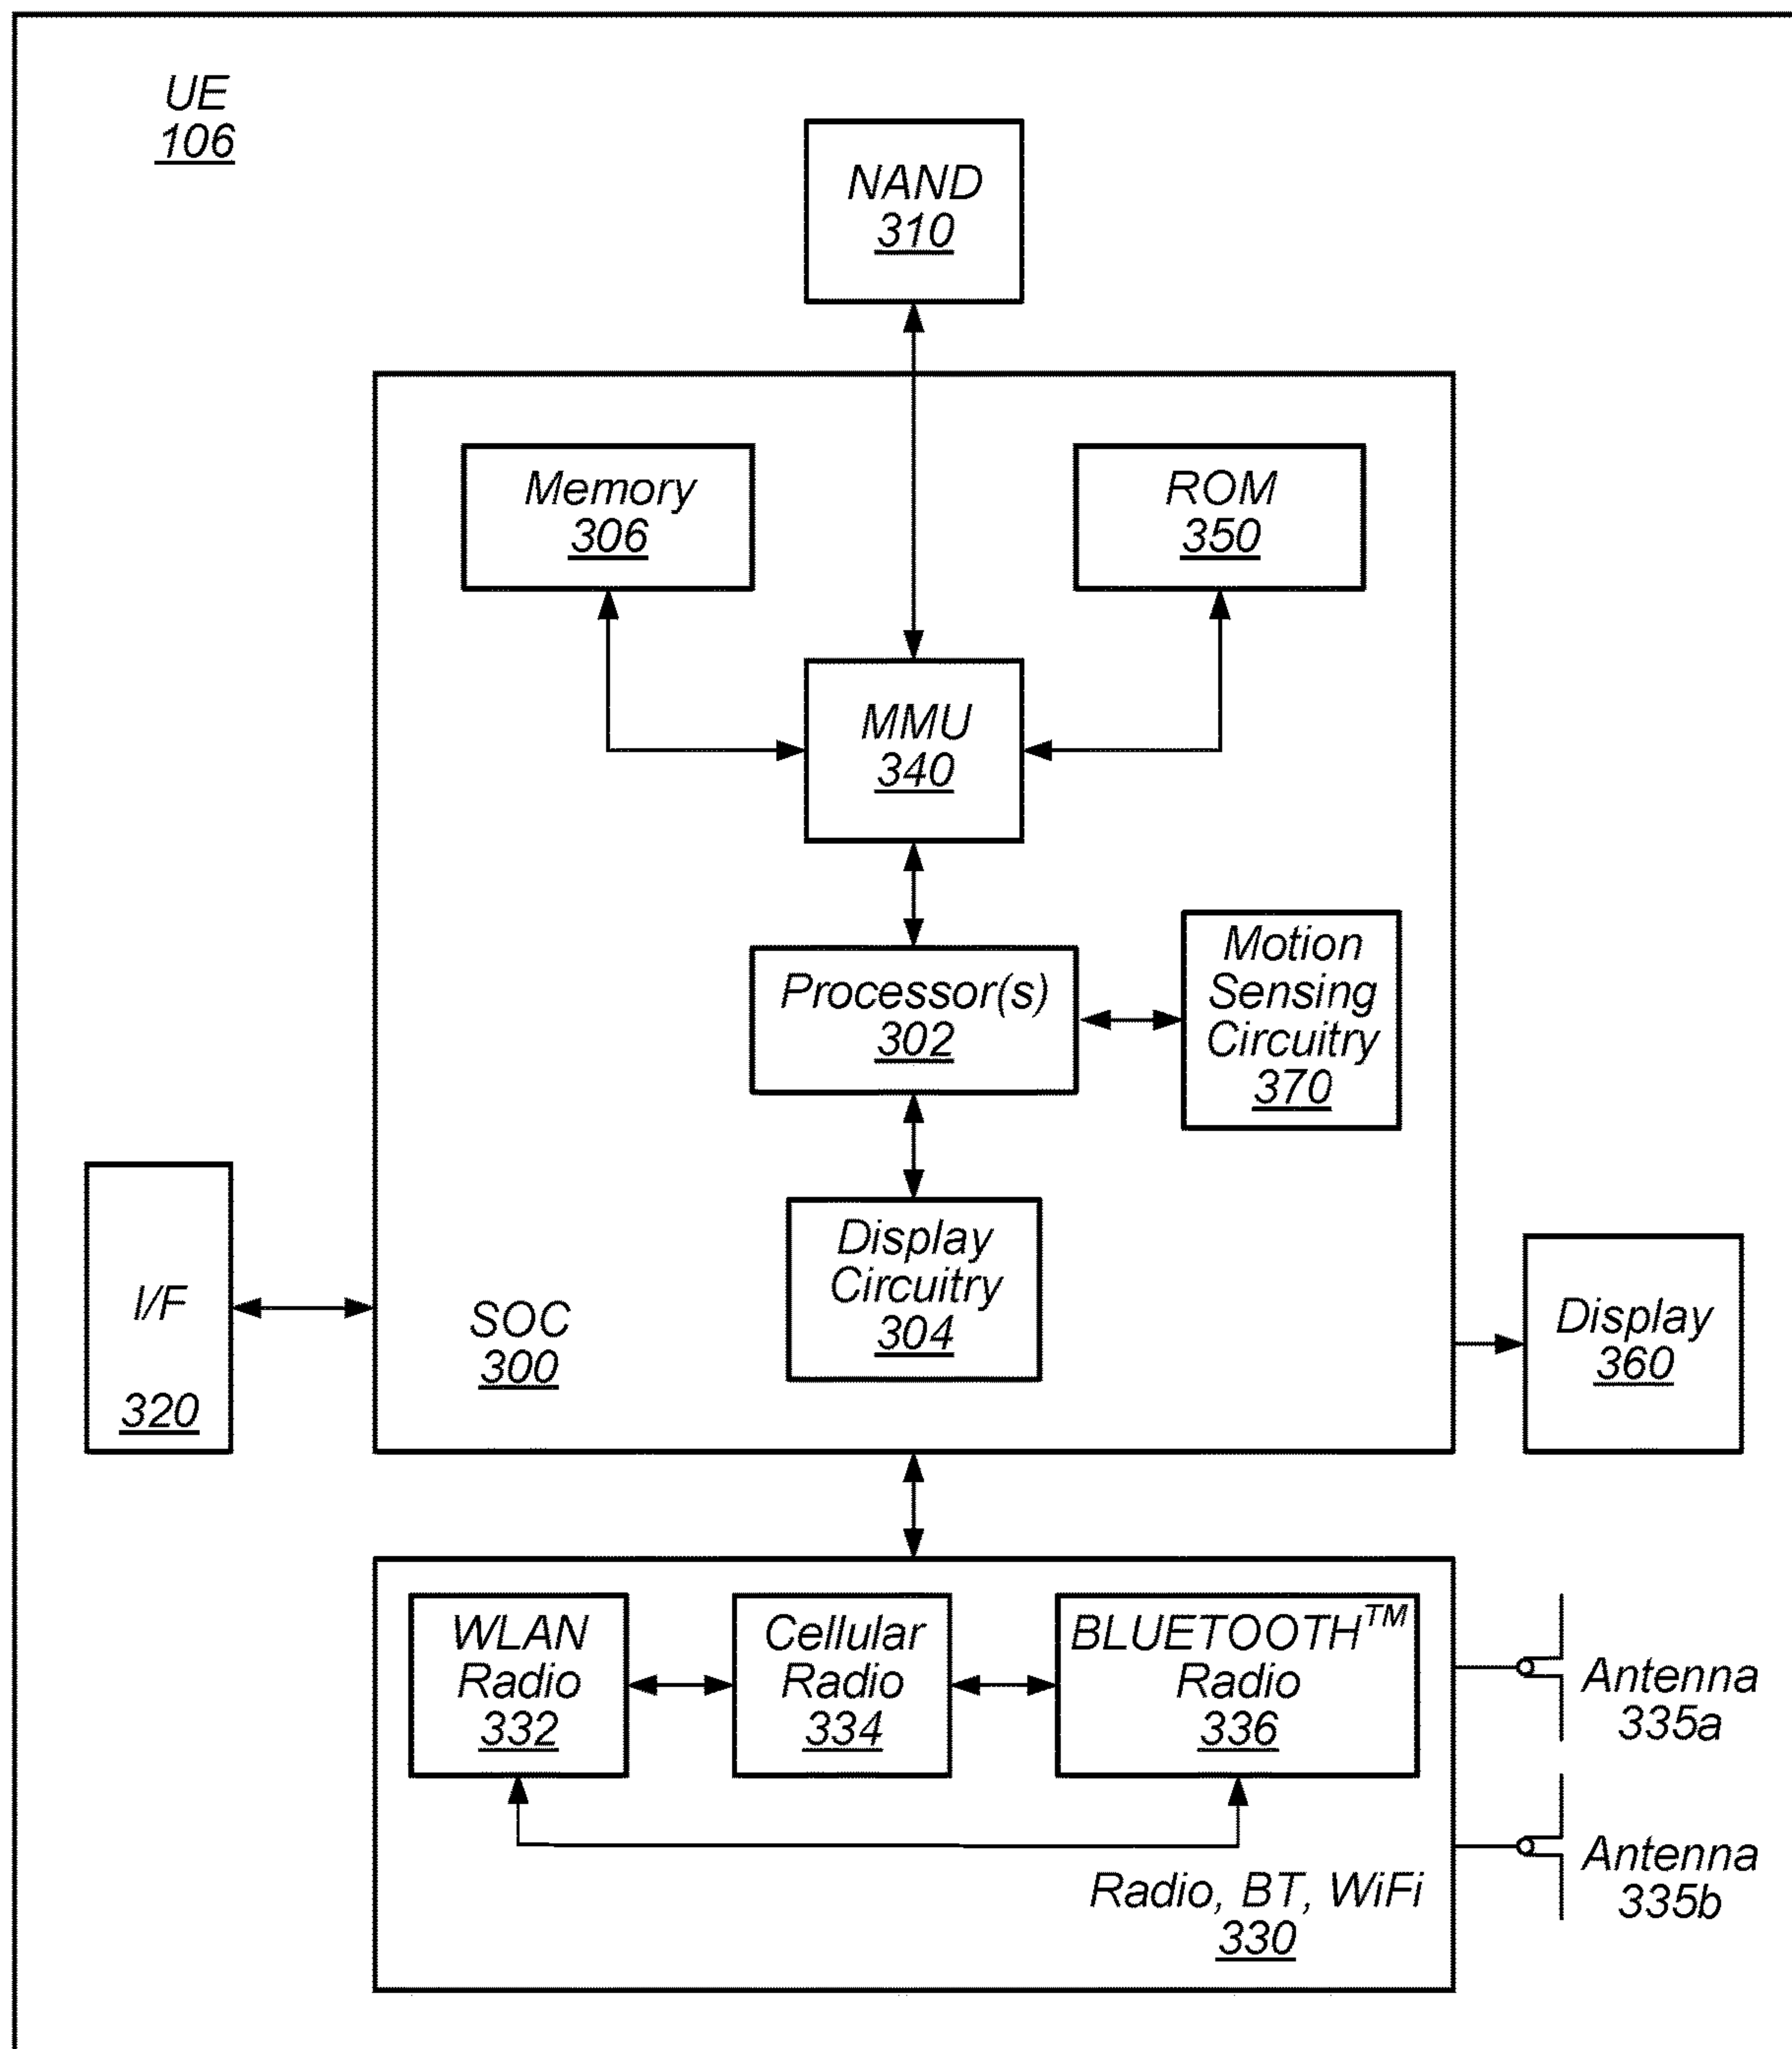 UE
106
NAND
310
Memory
306
ROM
350
MMU
340
Processor(s)
302
Motion
Sensing
Circuitry
370
Display
Circuitry
304
I/F
320
SOC
300
Display
360
WLAN
Radio
332
Cellular
Radio
334
BLUETOOTH™
Radio
336
Radio, BT, WiFi
330
Antenna
335a
Antenna
335b